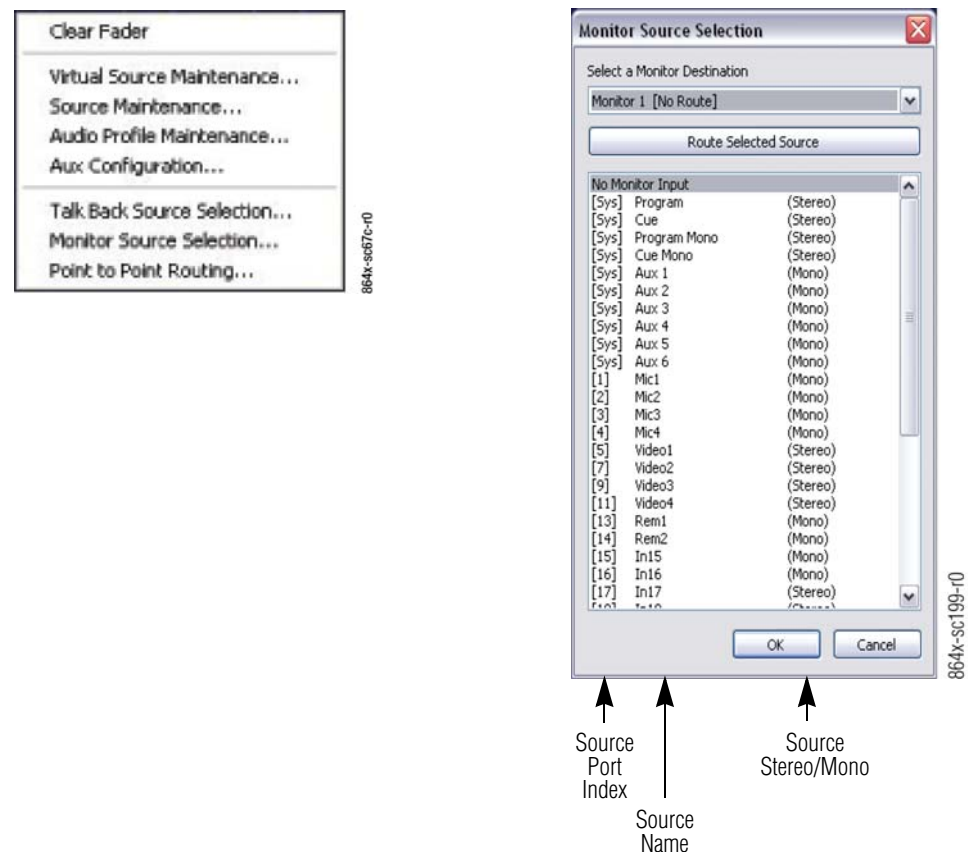 Clear Fader
Virtual Source Maintenance...
Source Maintenance...
Audio Profile Maintenance...
Aux Configuration...
Talk Back Source Selection...
Monitor Source Selection...
Point to Point Routing...
864x-sc67c-r0
Monitor Source Selection
Select a Monitor Destination
Monitor 1 [No Route]
Route Selected Source
No Monitor Input
[Sys] Program (Stereo)
[Sys] Cue (Stereo)
[Sys] Program Mono (Stereo)
[Sys] Cue Mono (Stereo)
[Sys] Aux 1 (Mono)
[Sys] Aux 2 (Mono)
[Sys] Aux 3 (Mono)
[Sys] Aux 4 (Mono)
[Sys] Aux 5 (Mono)
[Sys] Aux 6 (Mono)
[1] Mic1 (Mono)
[2] Mic2 (Mono)
[3] Mic3 (Mono)
[4] Mic4 (Mono)
[5] Video1 (Stereo)
[7] Video2 (Stereo)
[9] Video3 (Stereo)
[11] Video4 (Stereo)
[13] Rem1 (Mono)
[14] Rem2 (Mono)
[15] In15 (Mono)
[16] In16 (Mono)
[17] In17 (Stereo)
OK Cancel
864x-sc199-r0
Source Port Index
Source Name
Source Stereo/Mono